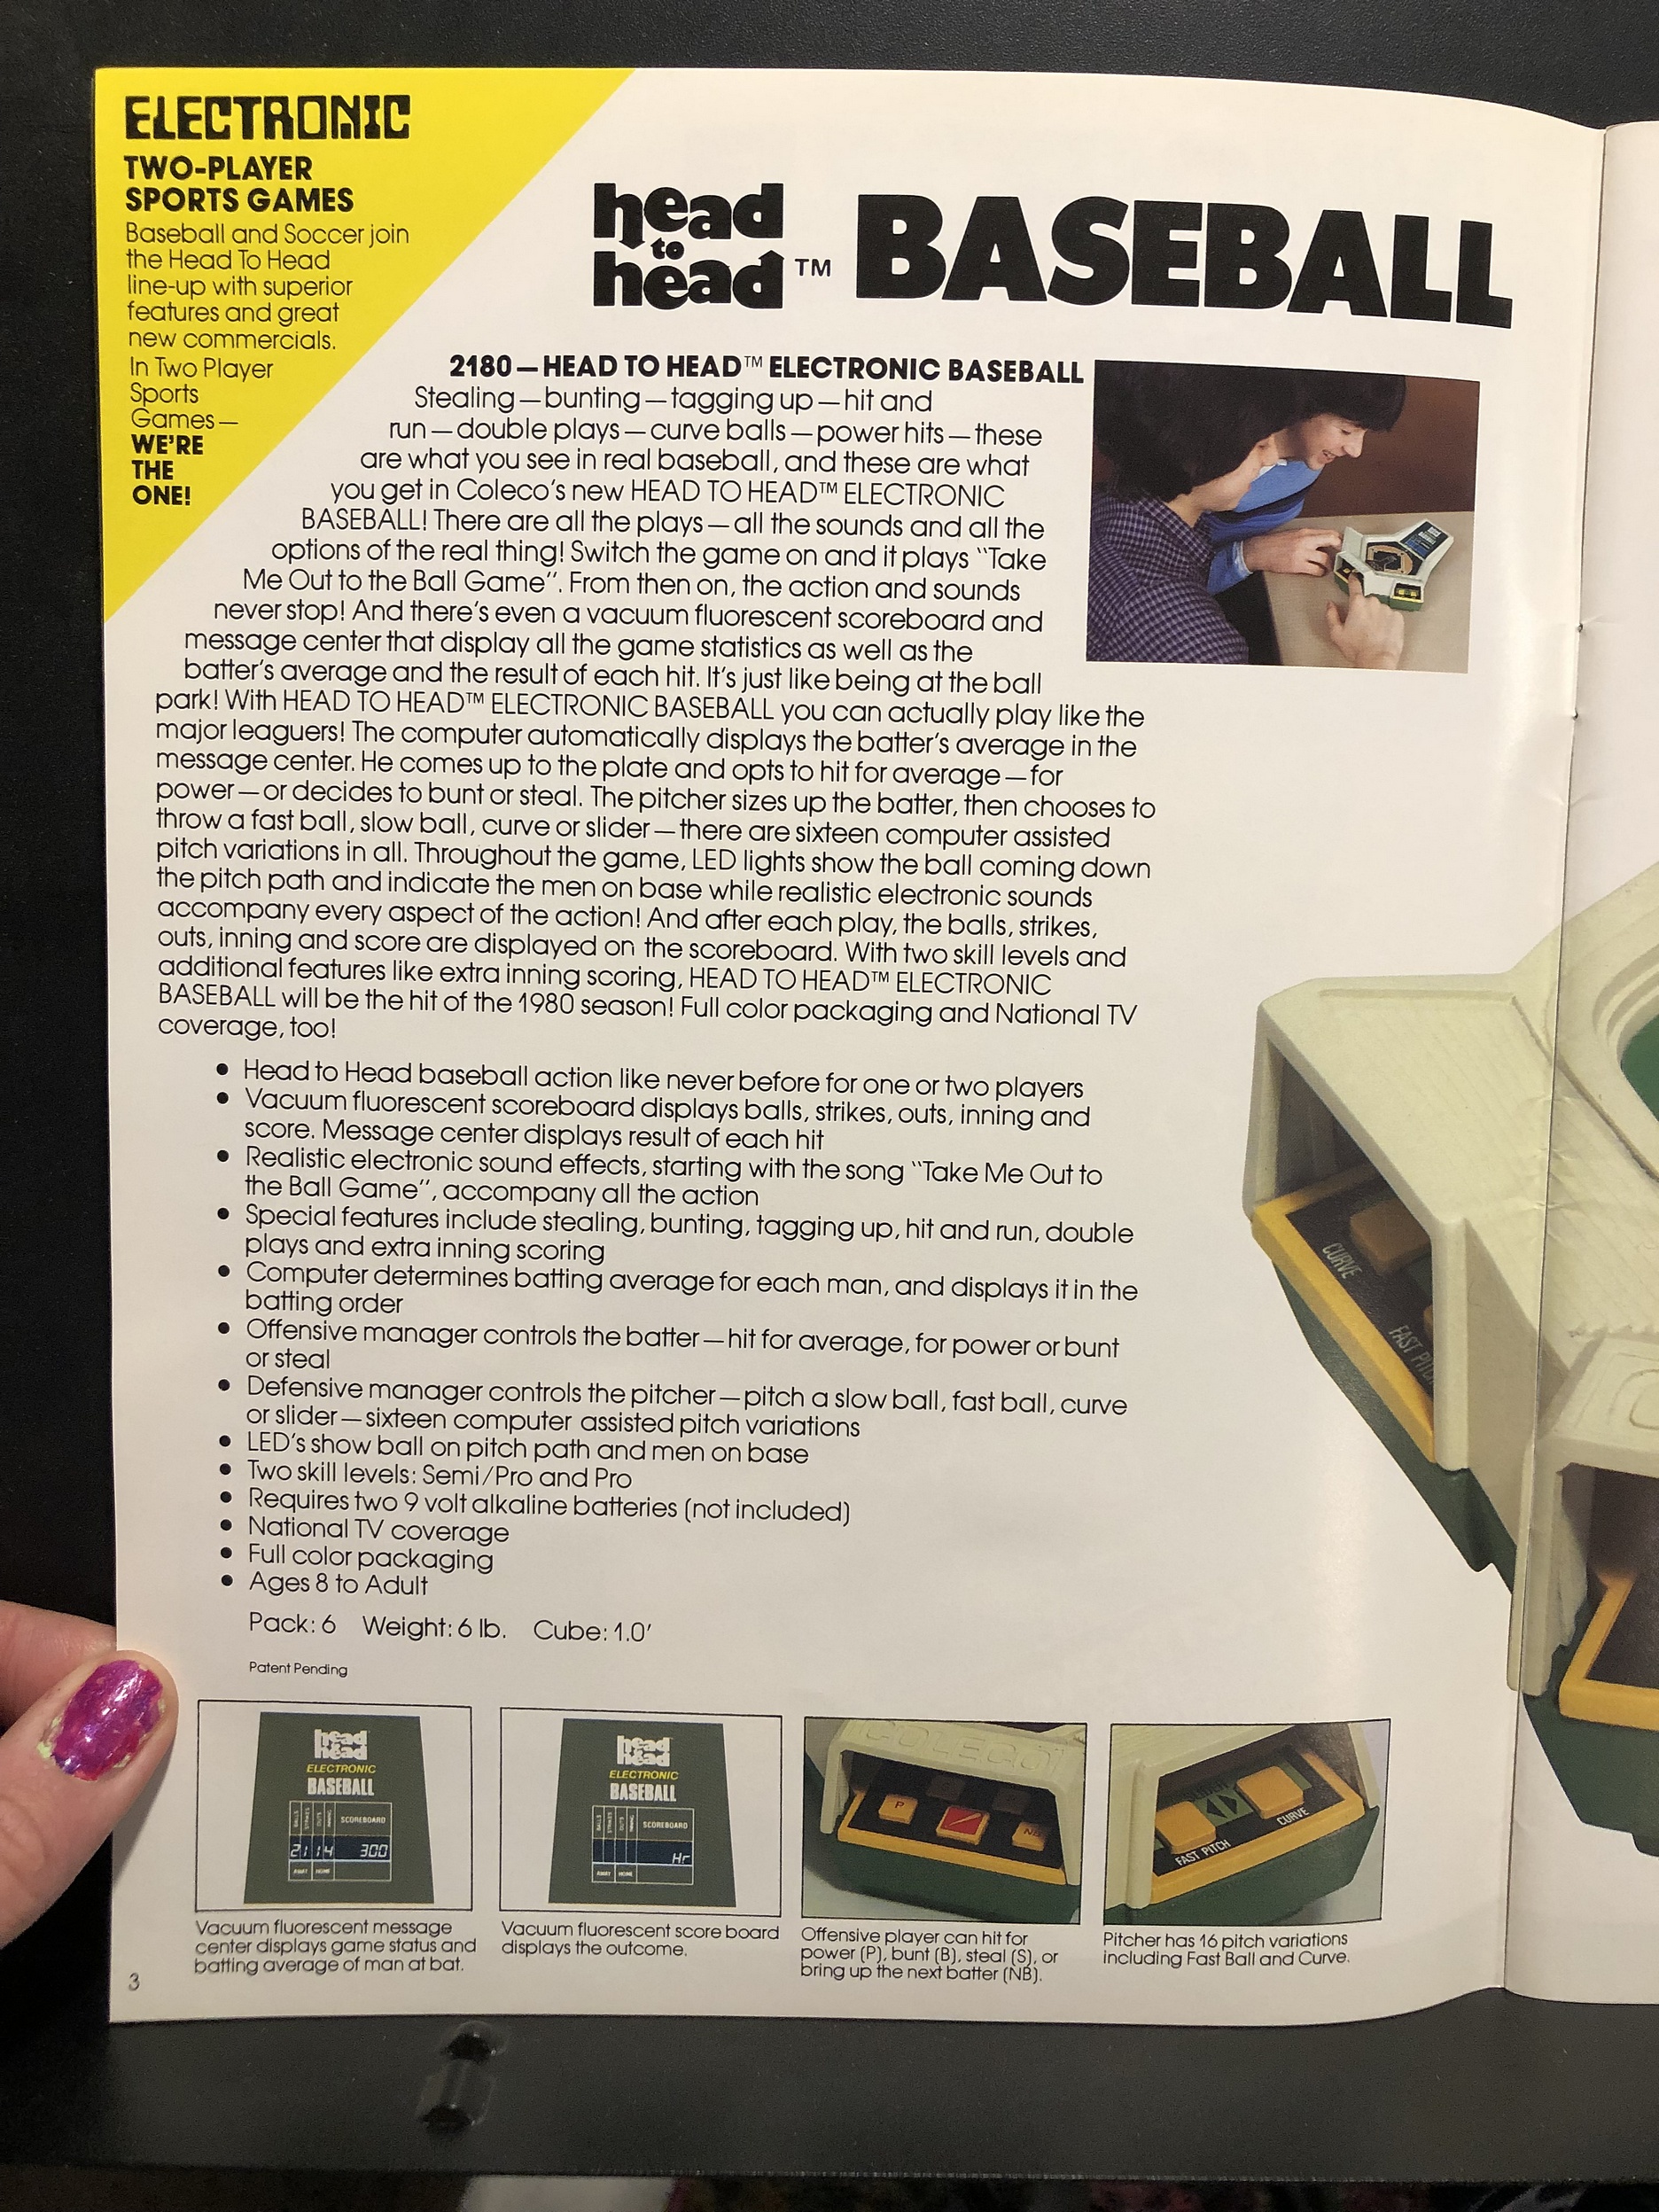 ELECTRONIC
TWO-PLAYER
SPORTS GAMES
Baseball and Soccer join
the Head To Head
line-up with superior
features and great
new commercials.
In Two Player
Sports
Games—
WE'RE
THE
ONE!
head
to
head™ BASEBALL
2180—HEAD TO HEAD™ ELECTRONIC BASEBALL
Stealing—bunting—tagging up—hit and
run—double plays—curve balls—power hits—these
are what you see in real baseball, and these are what
you get in Coleco's new HEAD TO HEAD™ ELECTRONIC
BASEBALL! There are all the plays—all the sounds and all the
options of the real thing! Switch the game on and it plays "Take
Me Out to the Ball Game". From then on, the action and sounds
never stop! And there's even a vacuum fluorescent scoreboard and
message center that display all the game statistics as well as the
batter's average and the result of each hit. It's just like being at the ball
park! With HEAD TO HEAD™ ELECTRONIC BASEBALL you can actually play like the
major leaguers! The computer automatically displays the batter's average in the
message center. He comes up to the plate and opts to hit for average—for
power—or decides to bunt or steal. The pitcher sizes up the batter, then chooses to
throw a fast ball, slow ball, curve or slider—there are sixteen computer assisted
pitch variations in all. Throughout the game, LED lights show the ball coming down
the pitch path and indicate the men on base while realistic electronic sounds
accompany every aspect of the action! And after each play, the balls, strikes,
outs, inning and score are displayed on the scoreboard. With two skill levels and
additional features like extra inning scoring, HEAD TO HEAD™ ELECTRONIC
BASEBALL will be the hit of the 1980 season! Full color packaging and National TV
coverage, too!
• Head to Head baseball action like never before for one or two players
• Vacuum fluorescent scoreboard displays balls, strikes, outs, inning and
score. Message center displays result of each hit
• Realistic electronic sound effects, starting with the song "Take Me Out to
the Ball Game", accompany all the action
• Special features include stealing, bunting, tagging up, hit and run, double
plays and extra inning scoring
• Computer determines batting average for each man, and displays it in the
batting order
• Offensive manager controls the batter—hit for average, for power or bunt
or steal
• Defensive manager controls the pitcher—pitch a slow ball, fast ball, curve
or slider—sixteen computer assisted pitch variations
• LED's show ball on pitch path and men on base
• Two skill levels: Semi/Pro and Pro
• Requires two 9 volt alkaline batteries (not included)
• National TV coverage
• Full color packaging
• Ages 8 to Adult
Pack: 6 Weight: 6 lb. Cube: 1.0'
Patent Pending
CURVE
FAST PITCH
head
head
ELECTRONIC
BASEBALL
BALLS STRIKES OUTS INNING SCOREBOARD
2 1 1 4 300
AWAY HOME
head
head
ELECTRONIC
BASEBALL
BALLS STRIKES OUTS INNING SCOREBOARD
Hr
AWAY HOME
COLECO
P
NB
FAST PITCH
CURVE
Vacuum fluorescent message
center displays game status and
batting average of man at bat.
Vacuum fluorescent score board
displays the outcome.
Offensive player can hit for
power (P), bunt (B), steal (S), or
bring up the next batter (NB).
Pitcher has 16 pitch variations
including Fast Ball and Curve.
3